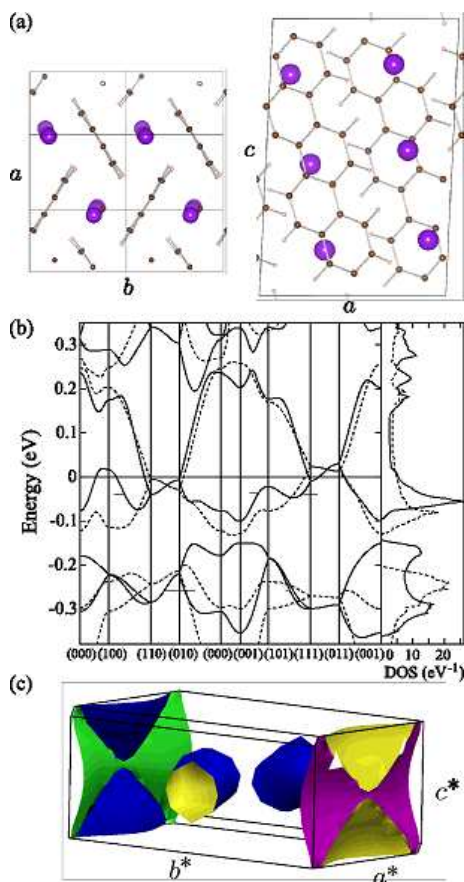 (a)
a
b
c
a
(b)
Energy (eV)
0.3
0.2
0.1
0
-0.1
-0.2
-0.3
(000) (100) (110) (010) (000) (001) (101) (111) (011) (001) 0 10 20
DOS (eV⁻¹)
(c)
c*
b*
a*